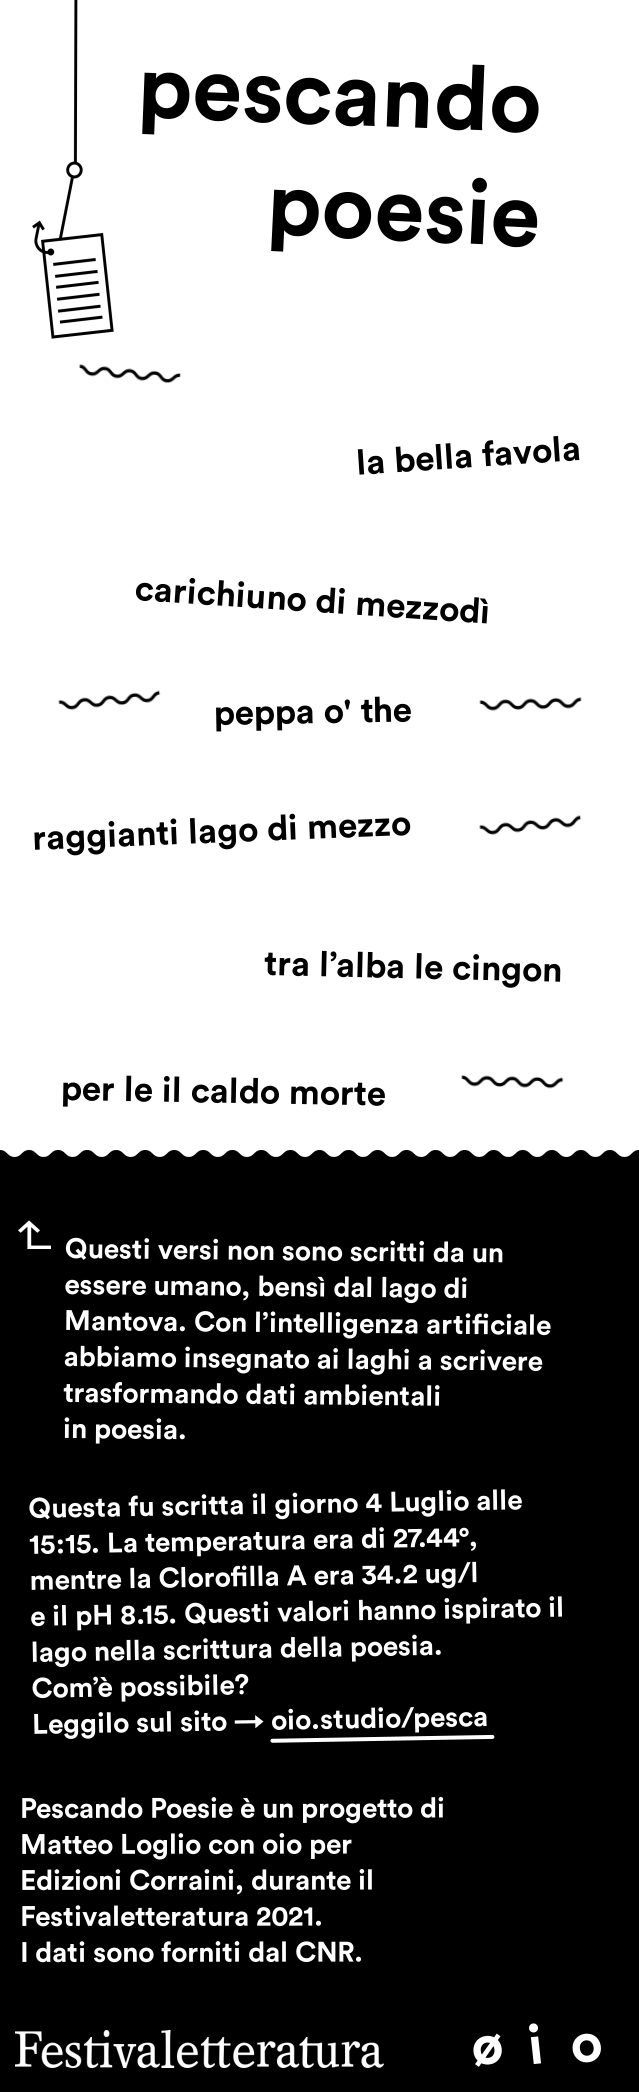 pescando
poesie
la bella favola
carichiuno di mezzodì
peppa o' the
raggianti lago di mezzo
tra l’alba le cingon
per le il caldo morte
Questi versi non sono scritti da un
essere umano, bensì dal lago di
Mantova. Con l’intelligenza artificiale
abbiamo insegnato ai laghi a scrivere
trasformando dati ambientali
in poesia.
Questa fu scritta il giorno 4 Luglio alle
15:15. La temperatura era di 27.44°,
mentre la Clorofilla A era 34.2 ug/l
e il pH 8.15. Questi valori hanno ispirato il
lago nella scrittura della poesia.
Com’è possibile?
Leggilo sul sito → oio.studio/pesca
Pescando Poesie è un progetto di
Matteo Loglio con oio per
Edizioni Corraini, durante il
Festivaletteratura 2021.
I dati sono forniti dal CNR.
Festivaletteratura
ø i o